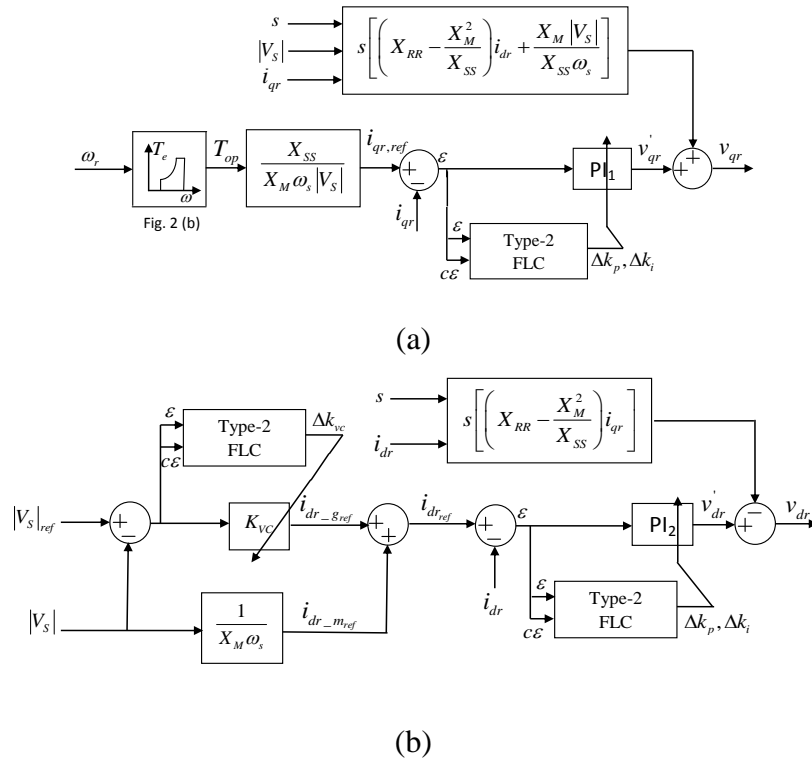 s
|V_S|
i_qr
s[(X_RR − X_M^2/X_SS) i_dr + X_M |V_S|/X_SS ω_s]
ω_r
T_e
ω
Fig. 2 (b)
T_op
X_SS/X_M ω_s |V_S|
i_qr,ref
+
−
i_qr
ε
PI_1
v'_qr
+
+
v_qr
ε
cε
Type-2
FLC
Δk_p, Δk_i
(a)
ε
cε
Type-2
FLC
Δk_vc
s
i_dr
s[(X_RR − X_M^2/X_SS) i_qr]
|V_S|_ref
+
−
K_VC
i_dr_g_ref
+
+
i_dr_ref
+
−
i_dr
ε
PI_2
v'_dr
−
+
v_dr
|V_S|
1/X_M ω_s
i_dr_m_ref
ε
cε
Type-2
FLC
Δk_p, Δk_i
(b)